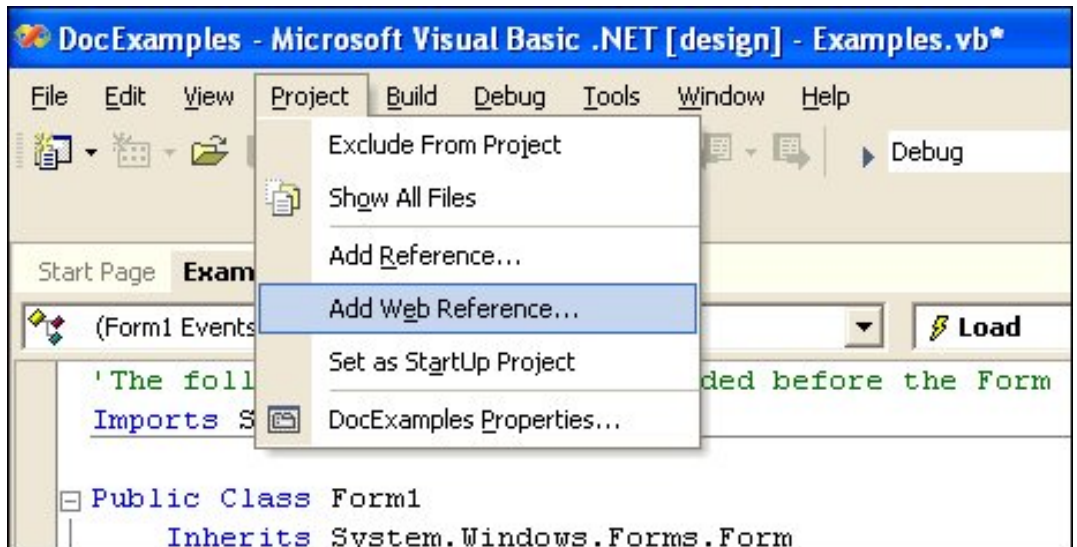 DocExamples - Microsoft Visual Basic .NET [design] - Examples.vb*
File Edit View Project Build Debug Tools Window Help
Exclude From Project
Debug
Show All Files
Add Reference...
Start Page Exam
Add Web Reference...
(Form1 Events
Load
Set as StartUp Project
'The foll
ded before the Form
Imports S
DocExamples Properties...
Public Class Form1
Inherits System.Windows.Forms.Form